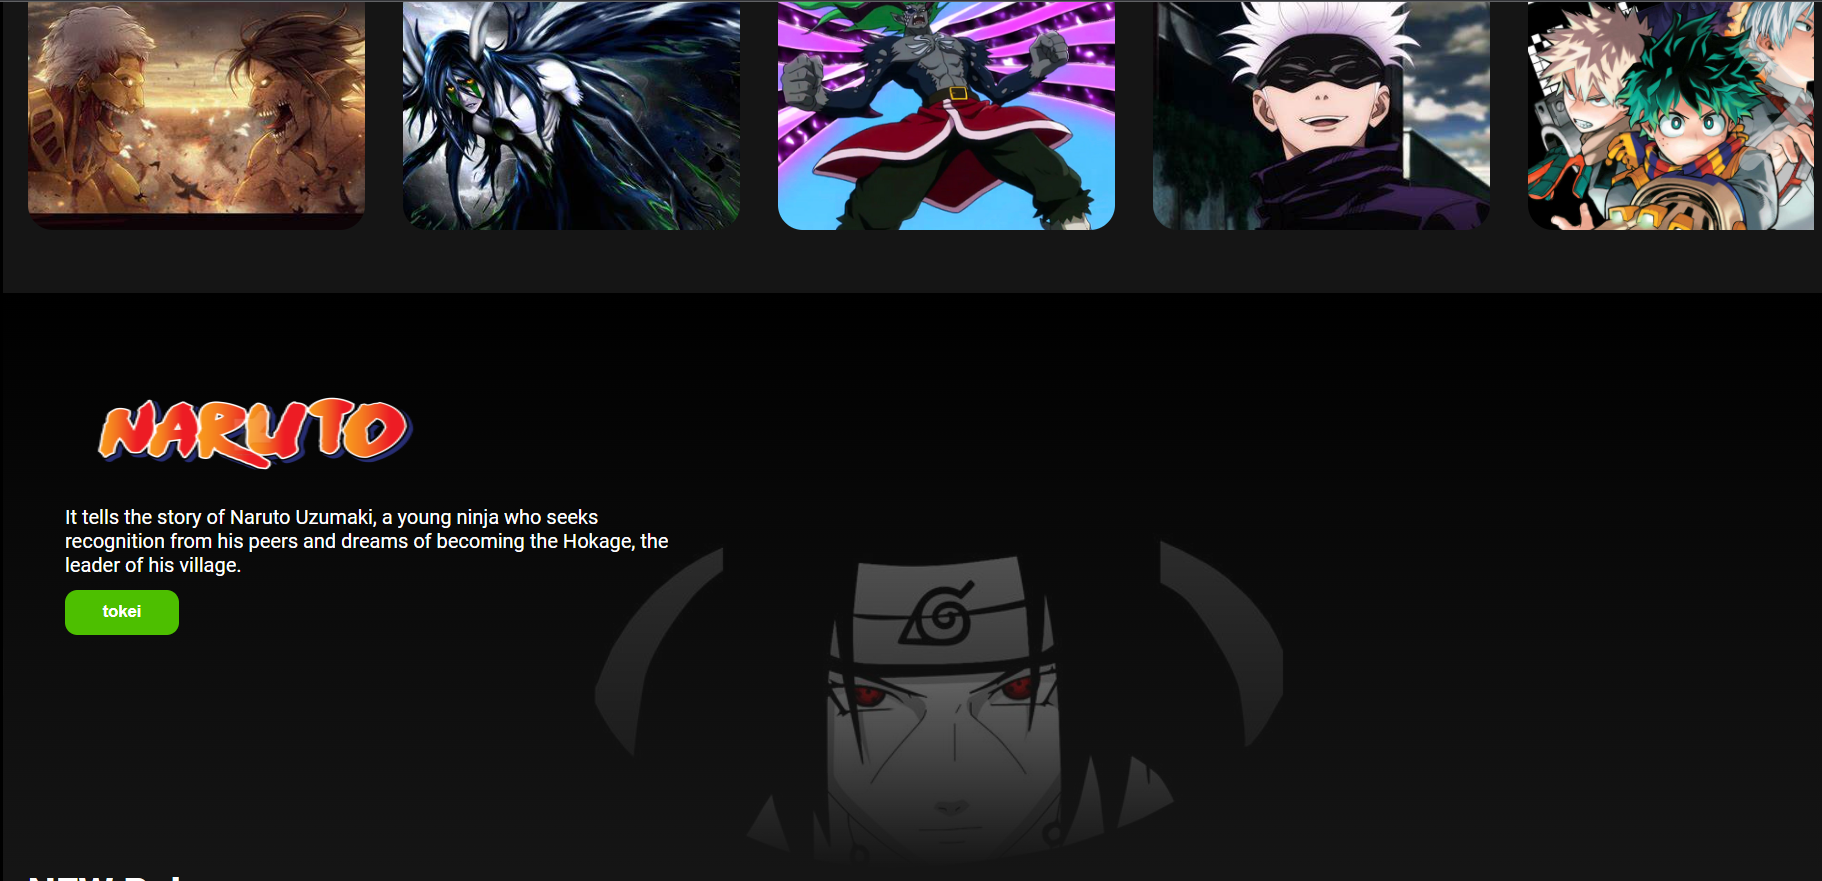 NARUTO
It tells the story of Naruto Uzumaki, a young ninja who seeks
recognition from his peers and dreams of becoming the Hokage, the
leader of his village.
tokei
NEW